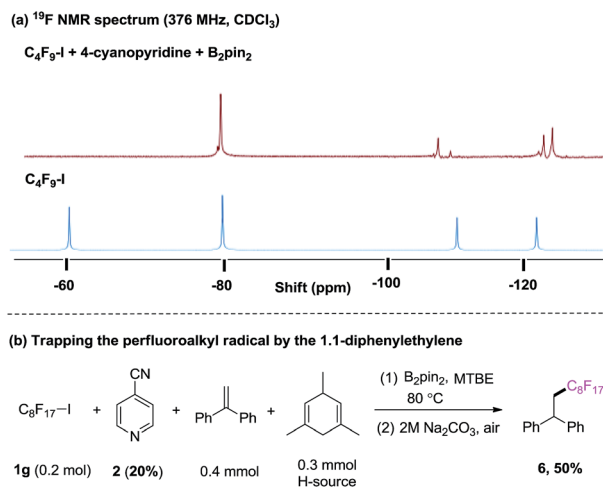 (a) ¹⁹F NMR spectrum (376 MHz, CDCl₃)
C₄F₉-I + 4-cyanopyridine + B₂pin₂
C₄F₉-I
-60 -80 Shift (ppm) -100 -120
(b) Trapping the perfluoroalkyl radical by the 1.1-diphenylethylene
CN
N
C₈F₁₇–I + + Ph Ph +
(1) B₂pin₂, MTBE
80 °C
(2) 2M Na₂CO₃, air
C₈F₁₇
Ph Ph
1g (0.2 mol) 2 (20%) 0.4 mmol 0.3 mmol
H-source
6, 50%